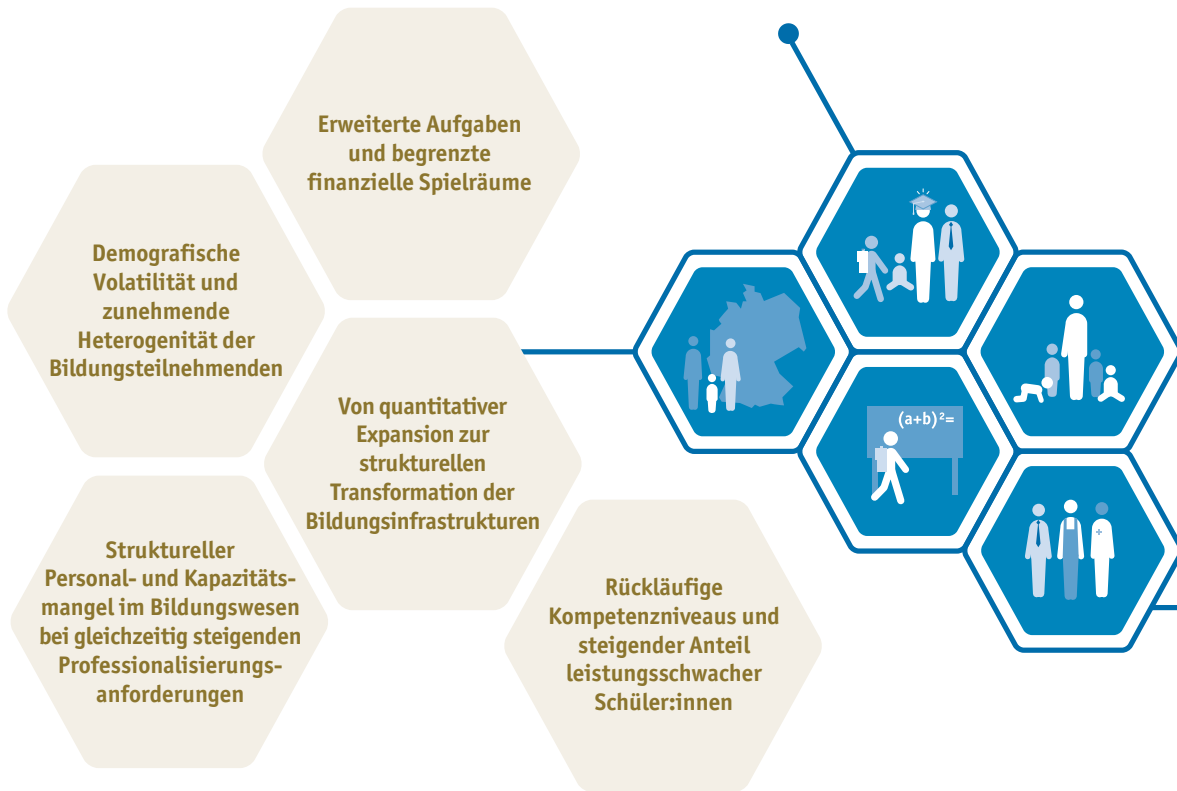 Erweiterte Aufgaben
und begrenzte
finanzielle Spielräume
Demografische
Volatilität und
zunehmende
Heterogenität der
Bildungsteilnehmenden
Von quantitativer
Expansion zur
strukturellen
Transformation der
Bildungsinfrastrukturen
Struktureller
Personal- und Kapazitäts-
mangel im Bildungswesen
bei gleichzeitig steigenden
Professionalisierungs-
anforderungen
Rückläufige
Kompetenzniveaus und
steigender Anteil
leistungsschwacher
Schüler:innen
(a+b)²=